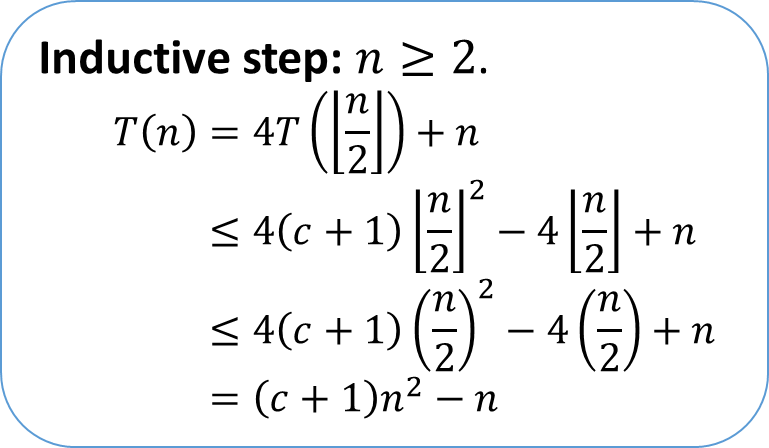 Inductive step: n ≥ 2.
T(n) = 4T(⌊n/2⌋) + n
≤ 4(c + 1)⌊n/2⌋² − 4⌊n/2⌋ + n
≤ 4(c + 1)(n/2)² − 4(n/2) + n
= (c + 1)n² − n